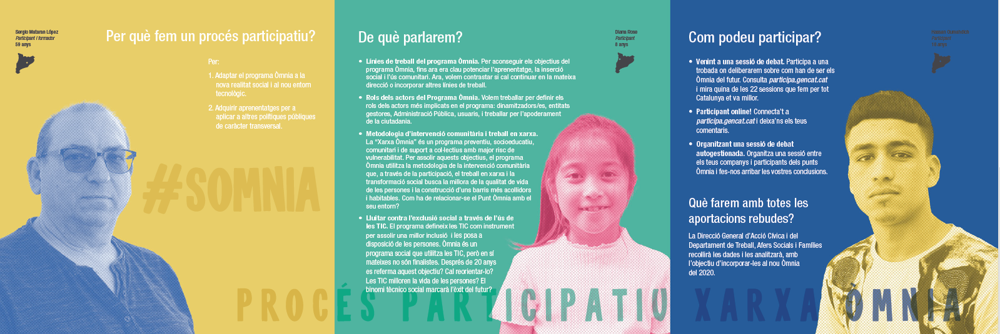 Sergio Mataran López
Participant i formador
59 anys
Per què fem un procés participatiu?
Per:
1. Adaptar el programa Òmnia a la
nova realitat social i al nou entorn
tecnològic.
2. Adquirir aprenentatges per a
aplicar a altres polítiques públiques
de caràcter transversal.
#SOMNIA
De què parlarem?
Diana Rose
Participant
8 anys
• Línies de treball del programa Òmnia. Per aconseguir els objectius del
programa Òmnia, fins ara era clau potenciar l'aprenentatge, la inserció
social i l'ús comunitari. Ara, volem contrastar si cal continuar en la mateixa
direcció o incorporar altres línies de treball.
• Rols dels actors del Programa Òmnia. Volem treballar per definir els
rols dels actors més implicats en el programa: dinamitzadors/es, entitats
gestores, Administració Pública, usuaris, i treballar per l'apoderament
de la ciutadania.
• Metodologia d'intervenció comunitària i treball en xarxa.
La "Xarxa Òmnia" és un programa preventiu, socioeducatiu,
comunitari i de suport a col·lectius amb major risc de
vulnerabilitat. Per assolir aquests objectius, el programa
Òmnia utilitza la metodologia de la intervenció comunitària
que, a través de la participació, el treball en xarxa i la
transformació social busca la millora de la qualitat de vida
de les persones i la construcció d'uns barris més acollidors
i habitables. Com ha de relacionar-se el Punt Òmnia amb el
seu entorn?
• Lluitar contra l'exclusió social a través de l'ús de
les TIC. El programa defineix les TIC com instrument
per assolir una millor inclusió i les posa a
disposició de les persones. Òmnia és un
programa social que utilitza les TIC, però en sí
mateixes no són finalistes. Després de 20 anys
es referma aquest objectiu? Cal reorientar-lo?
Les TIC milloren la vida de les persones? El
binomi tècnico social marcarà l'èxit del futur?
Com podeu participar?
• Venint a una sessió de debat. Participa a una
trobada on deliberarem sobre com han de ser els
Òmnia del futur. Consulta participa.gencat.cat
i mira quina de les 22 sessions que fem per tot
Catalunya et va millor.
• Participant online! Connecta't a
participa.gencat.cat i deixa'ns els teus
comentaris.
• Organitzant una sessió de debat
autogestionada. Organitza una sessió entre
els teus companys i participants dels punts
Òmnia i fes-nos arribar les vostres conclusions.
Què farem amb totes les
aportacions rebudes?
La Direcció General d'Acció Cívica i del
Departament de Treball, Afers Socials i Famílies
recollirà les dades i les analitzarà, amb
l'objectiu d'incorporar-les al nou Òmnia
del 2020.
PROCÉS PARTICIPATIU XARXA ÒMNIA